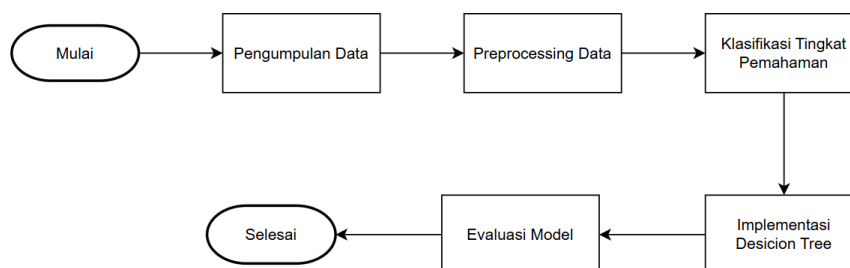 Mulai
Pengumpulan Data
Preprocessing Data
Klasifikasi Tingkat
Pemahaman
Implementasi
Desicion Tree
Evaluasi Model
Selesai